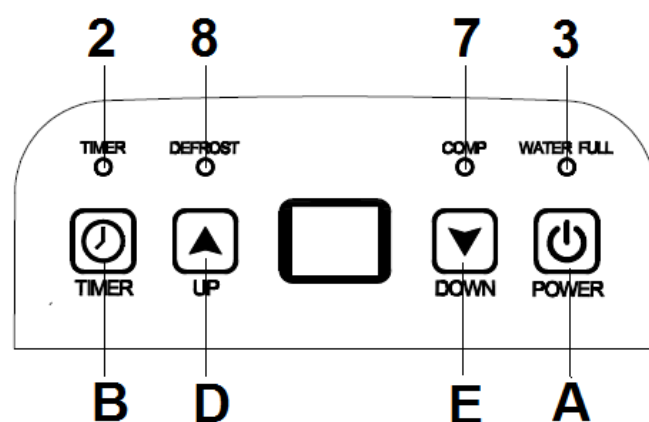 2 8 7 3
TIMER DEFROST COMP WATER FULL
TIMER UP DOWN POWER
B D E A